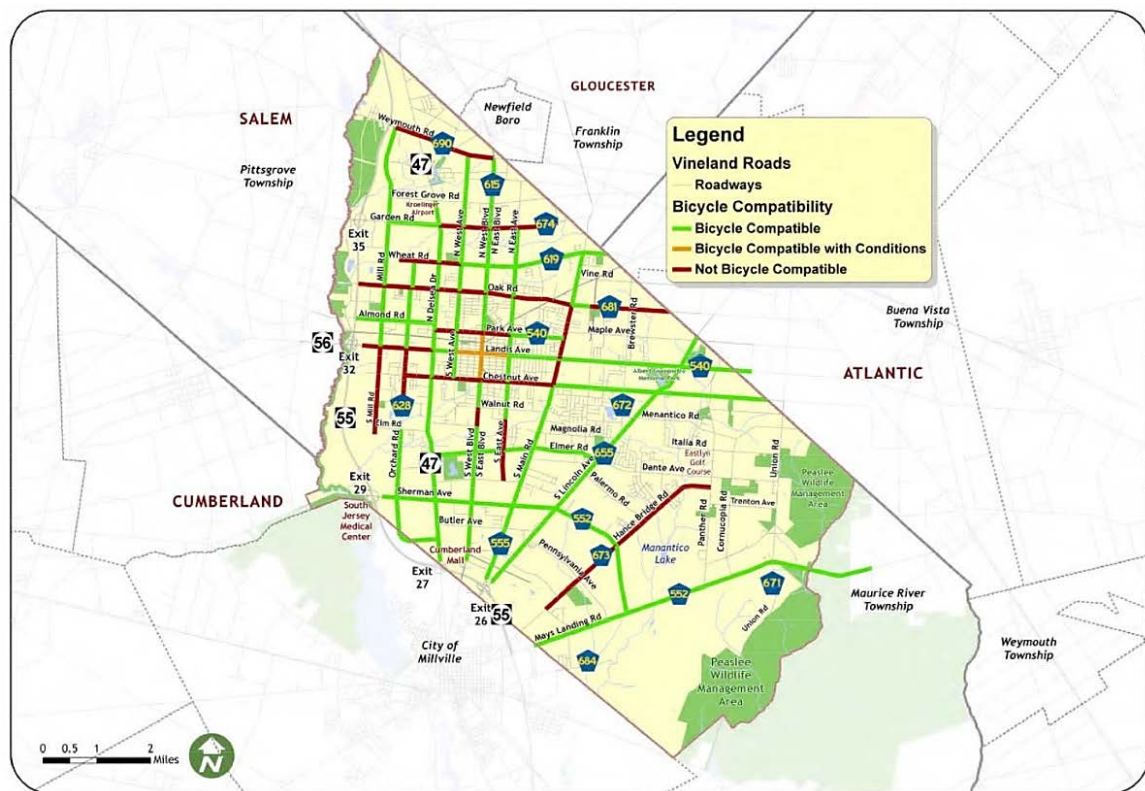 GLOUCESTER
SALEM
Newfield
Boro
Franklin
Township
Pittsgrove
Township
Legend
Vineland Roads
Roadways
Bicycle Compatibility
Bicycle Compatible
Bicycle Compatible with Conditions
Not Bicycle Compatible
Weymouth Rd
690
47
615
Forest Grove Rd
Kroelinger
Airport
Garden Rd
674
Exit
35
N West Ave
N West Blvd
N East Blvd
N East Ave
Wheat Rd
619
Mill Rd
N Delsea Dr
Vine Rd
Oak Rd
681
Brewster Rd
Buena Vista
Township
Almond Rd
Park Ave
540
Maple Ave
56
Exit
32
S West Ave
Landis Ave
540
ATLANTIC
Chestnut Ave
S Mill Rd
628
Walnut Rd
672
Menantico Rd
55
Elm Rd
Magnolia Rd
Orchard Rd
S West Blvd
S East Blvd
S East Ave
S Main Rd
Elmer Rd
655
Italia Rd
Eastlyn
Golf
Course
Union Rd
47
Dante Ave
Peaslee
Wildlife
Management
Area
Exit
29
Sherman Ave
S Lincoln Ave
Palermo Rd
Hance Bridge Rd
Trenton Ave
CUMBERLAND
South
Jersey
Medical
Center
Butler Ave
552
Panther Rd
Cornucopia Rd
555
Cumberland
Mall
Pennsylvania Ave
673
Manantico
Lake
Exit
27
552
671
Maurice River
Township
Exit
26
55
Mays Landing Rd
Union Rd
City of
Millville
684
Peaslee
Wildlife
Management
Area
Weymouth
Township
0 0.5 1 2
Miles
N